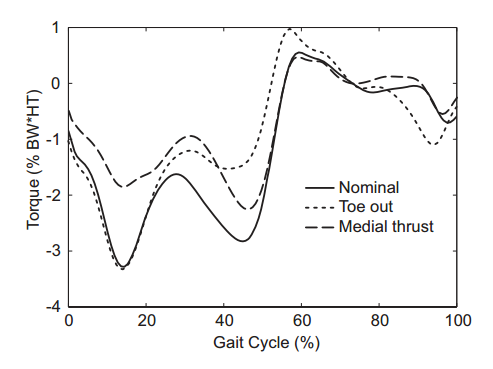 1
0
-1
-2
-3
-4
Torque (% BW*HT)
Nominal
Toe out
Medial thrust
0 20 40 60 80 100
Gait Cycle (%)